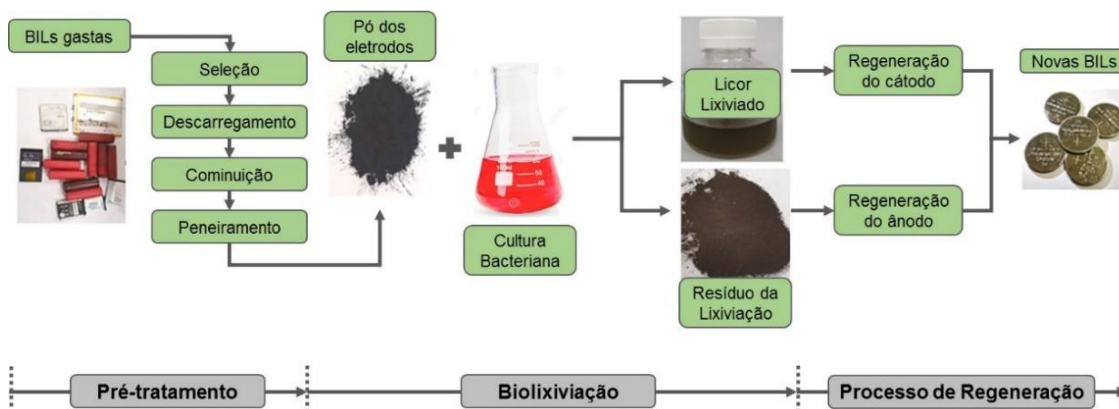 BILs gastas
Seleção
Descarregamento
Cominuição
Peneiramento
Pó dos
eletrodos
Cultura
Bacteriana
Licor
Lixiviado
Resíduo da
Lixiviação
Regeneração
do cátodo
Regeneração
do ânodo
Novas BILs
Pré-tratamento
Biolixiviação
Processo de Regeneração